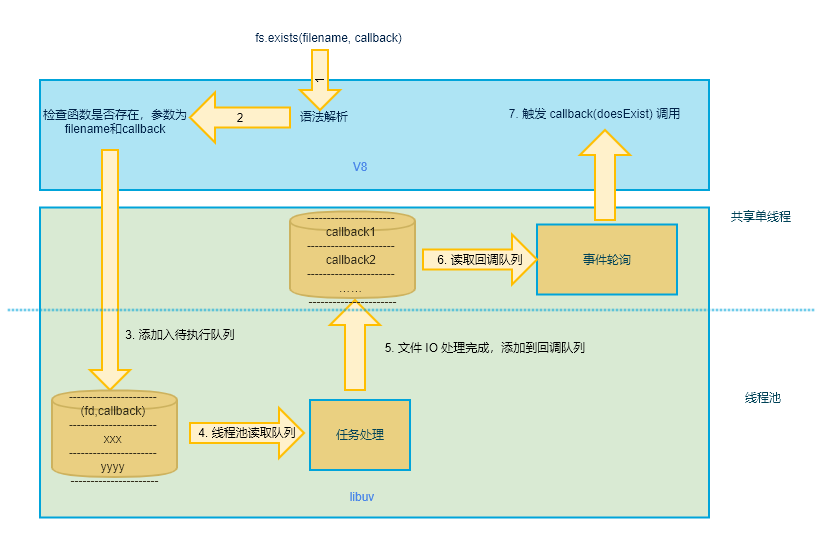 fs.exists(filename, callback)
1
检查函数是否存在，参数为
filename和callback
2
语法解析
7. 触发 callback(doesExist) 调用
V8
共享单线程
callback1
callback2
……
6. 读取回调队列
事件轮询
3. 添加入待执行队列
5. 文件 IO 处理完成，添加到回调队列
线程池
(fd,callback)
xxx
yyyy
4. 线程池读取队列
任务处理
libuv